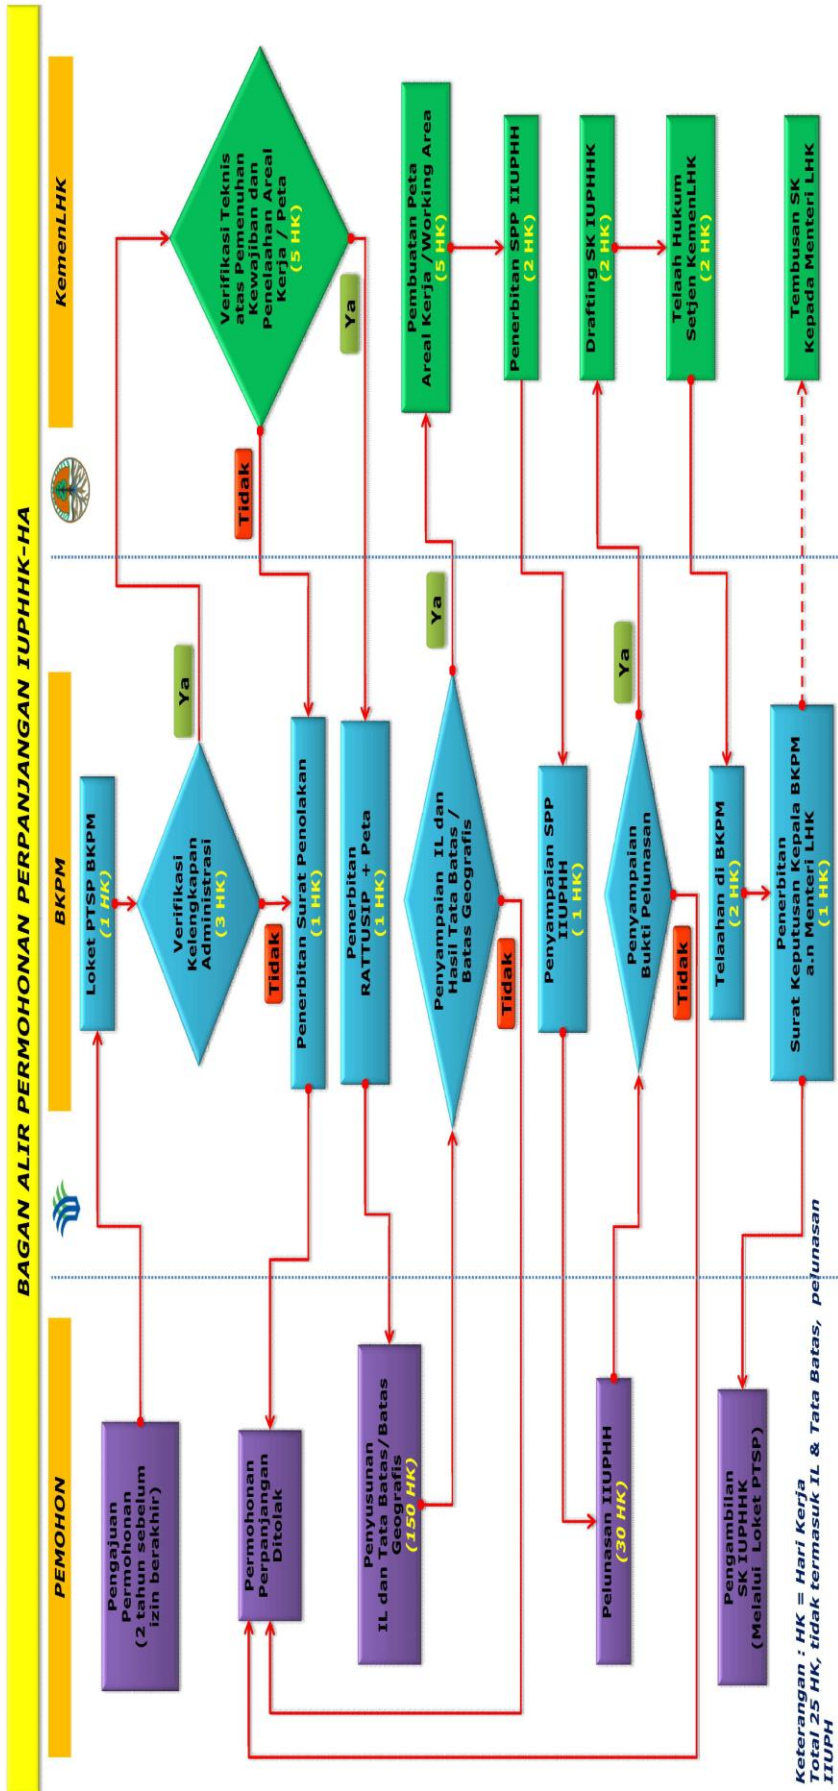 BAGAN ALIR PERMOHONAN PERPANJANGAN IUPHHK-HA
PEMOHON
BKPM
KemenLHK
Pengajuan
Permohonan
(2 tahun sebelum
izin berakhir)
Loket PTSP BKPM
(1 HK)
Verifikasi
Kelengkapan
Administrasi
(3 HK)
Ya
Tidak
Verifikasi Teknis
atas Pemenuhan
Kewajiban dan
Penelaahan Areal
Kerja / Peta
(5 HK)
Tidak
Ya
Penerbitan Surat Penolakan
(1 HK)
Permohonan
Perpanjangan
Ditolak
Penerbitan
RATTUSIP + Peta
(1 HK)
Penyusunan
IL dan Tata Batas/Batas
Geografis
(150 HK)
Penyampaian IL dan
Hasil Tata Batas /
Batas Geografis
Ya
Tidak
Pembuatan Peta
Areal Kerja /Working Area
(5 HK)
Penerbitan SPP IIUPHH
(2 HK)
Penyampaian SPP
IIUPHH
(1 HK)
Pelunasan IIUPHH
(30 HK)
Penyampaian
Bukti Pelunasan
Ya
Tidak
Drafting SK IUPHHK
(2 HK)
Telaah Hukum
Setjen KemenLHK
(2 HK)
Telaahan di BKPM
(2 HK)
Penerbitan
Surat Keputusan Kepala BKPM
a.n Menteri LHK
(1 HK)
Tembusan SK
Kepada Menteri LHK
Pengambilan
SK IUPHHK
(Melalui Loket PTSP)
Keterangan : HK = Hari Kerja
Total 25 HK, tidak termasuk IL & Tata Batas, pelunasan
IIUPH